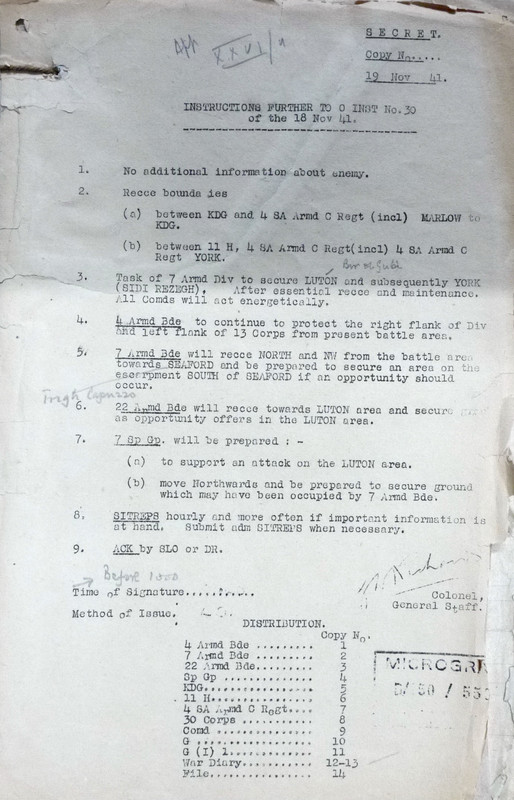 App XXVI/
SECRET.
Copy No.....
19 Nov 41.
INSTRUCTIONS FURTHER TO O INST No.30
of the 18 Nov 41.
1. No additional information about enemy.
2. Recce bounda ies
(a) between KDG and 4 SA Armd C Regt (incl) MARLOW to
KDG.
(b) between 11 H, 4 SA Armd C Regt(incl) 4 SA Armd C
Regt YORK.
Bir el Gubi
3. Task of 7 Armd Div to secure LUTON and subsequently YORK
(SIDI REZEGH). After essential recce and maintenance.
All Comds will act energetically.
4. 4 Armd Bde to continue to protect the right flank of Div
and left flank of 13 Corps from present battle area.
5. 7 Armd Bde will recce NORTH and NW from the battle area
towards SEAFORD and be prepared to secure an area on the
escarpment SOUTH of SEAFORD if an opportunity should
occur.
Trigh Capuzzo
6. 22 Armd Bde will recce towards LUTON area and secure
as opportunity offers in the LUTON area.
7. 7 Sp Gp. will be prepared : -
(a) to support an attack on the LUTON area.
(b) move Northwards and be prepared to secure ground
which may have been occupied by 7 Armd Bde.
8. SITREPS hourly and more often if important information is
at hand. Submit adm SITREPS when necessary.
9. ACK by SLO or DR.
Before 1000
Time of Signature.........
Colonel,
General Staff.
Method of Issue.
DISTRIBUTION.
Copy No.
4 Armd Bde ......... 1
7 Armd Bde ......... 2
22 Armd Bde......... 3
Sp Gp .............. 4
KDG................. 5
11 H................ 6
4 SA Armd C Regt.... 7
30 Corps ........... 8
Comd ............... 9
G .................. 10
G (I) 1............. 11
War Diary........... 12-13
File................ 14
MICROGR